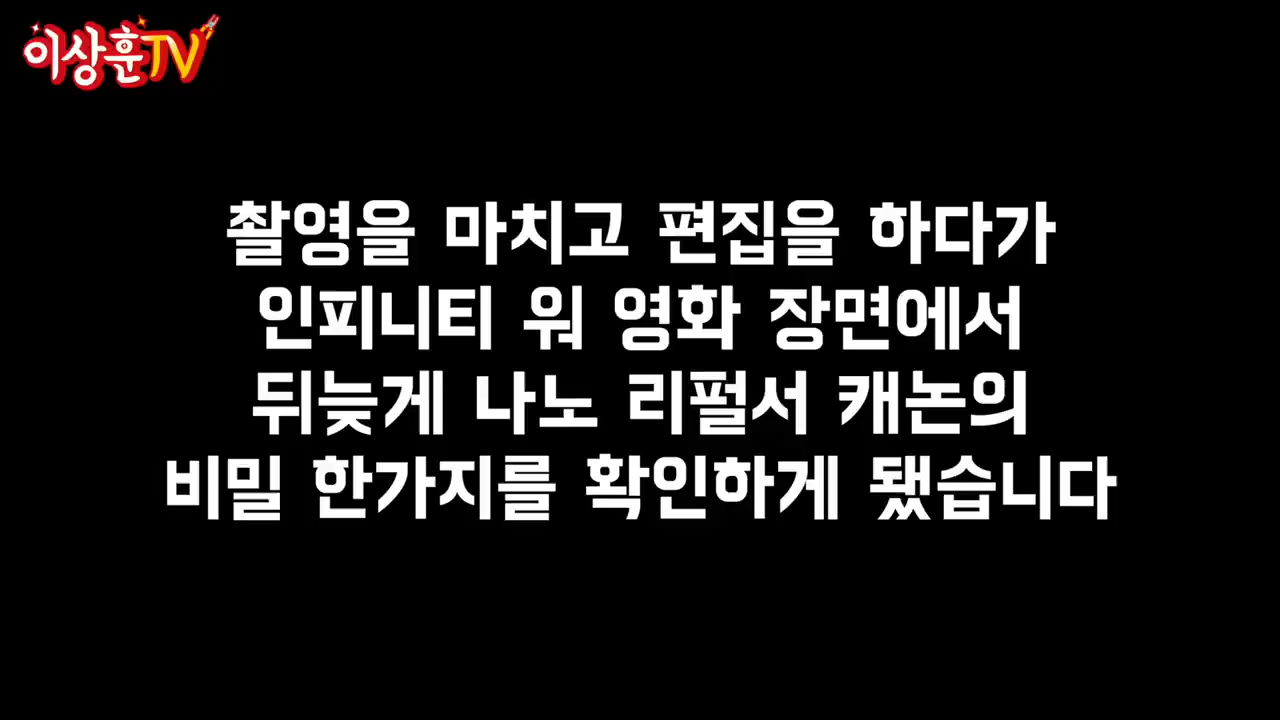 이상훈TV
촬영을 마치고 편집을 하다가
인피니티 워 영화 장면에서
뒤늦게 나노 리펄서 캐논의
비밀 한가지를 확인하게 됐습니다